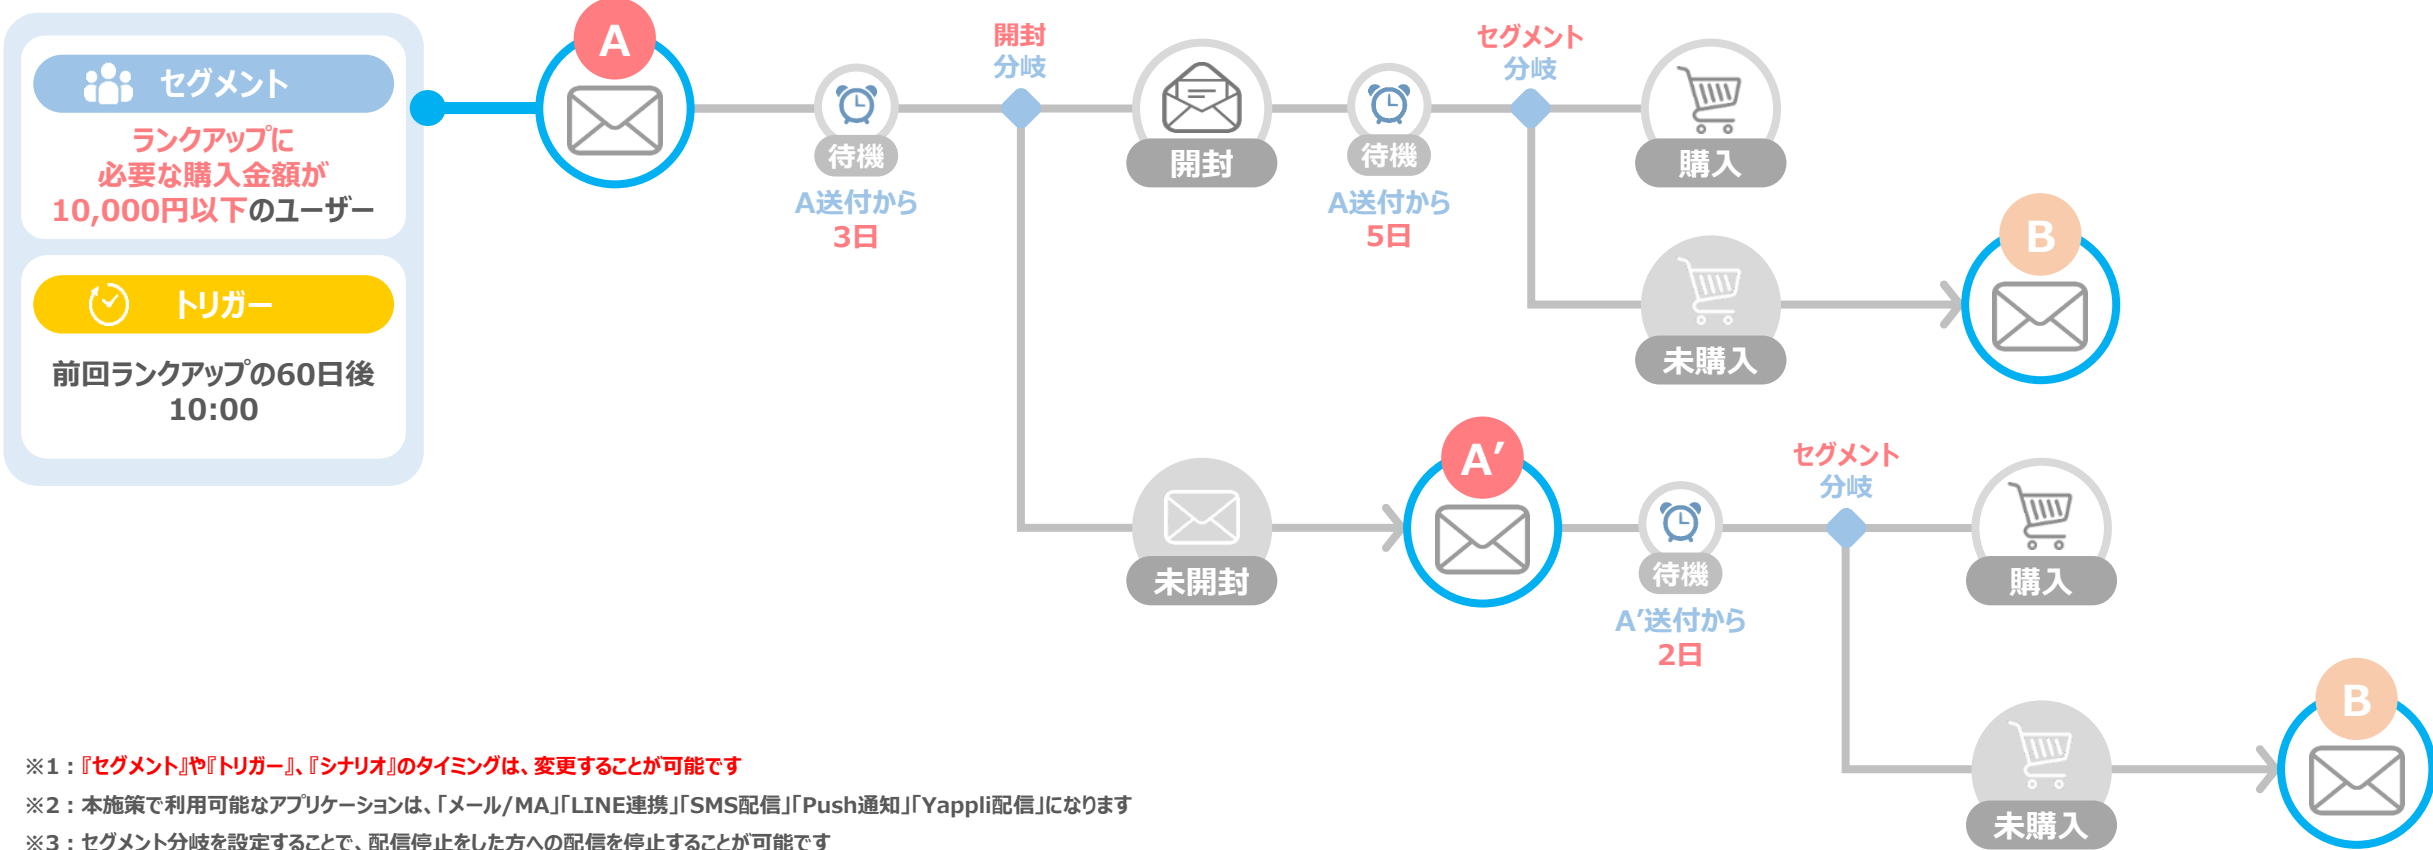 セグメント
ランクアップに
必要な購入金額が
10,000円以下のユーザー
トリガー
前回ランクアップの60日後
10:00
A
待機
A送付から
3日
開封
分岐
開封
待機
A送付から
5日
セグメント
分岐
購入
未購入
B
未開封
A′
待機
A′送付から
2日
セグメント
分岐
購入
未購入
B
※1：『セグメント』や『トリガー』、『シナリオ』のタイミングは、変更することが可能です
※2：本施策で利用可能なアプリケーションは、「メール/MA」「LINE連携」「SMS配信」「Push通知」「Yappli配信」になります
※3：セグメント分岐を設定することで、配信停止をした方への配信を停止することが可能です